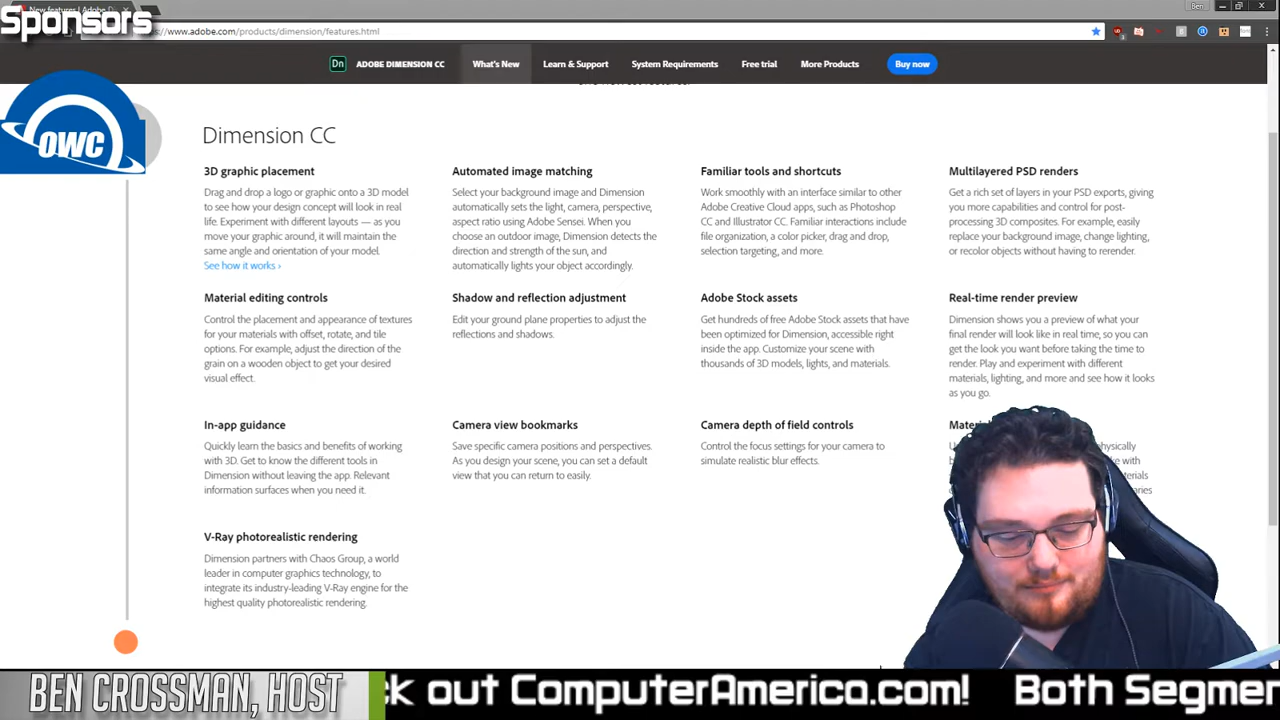 New features | Adobe D
Ben
Sponsors
www.adobe.com/products/dimension/features.html
Dn ADOBE DIMENSION CC What's New Learn & Support System Requirements Free trial More Products Buy now
OWC
Dimension CC
3D graphic placement
Drag and drop a logo or graphic onto a 3D model
to see how your design concept will look in real
life. Experiment with different layouts — as you
move your graphic around, it will maintain the
same angle and orientation of your model.
See how it works ›
Automated image matching
Select your background image and Dimension
automatically sets the light, camera, perspective,
aspect ratio using Adobe Sensei. When you
choose an outdoor image, Dimension detects the
direction and strength of the sun, and
automatically lights your object accordingly.
Familiar tools and shortcuts
Work smoothly with an interface similar to other
Adobe Creative Cloud apps, such as Photoshop
CC and Illustrator CC. Familiar interactions include
file organization, a color picker, drag and drop,
selection targeting, and more.
Multilayered PSD renders
Get a rich set of layers in your PSD exports, giving
you more capabilities and control for post-
processing 3D composites. For example, easily
replace your background image, change lighting,
or recolor objects without having to rerender.
Material editing controls
Control the placement and appearance of textures
for your materials with offset, rotate, and tile
options. For example, adjust the direction of the
grain on a wooden object to get your desired
visual effect.
Shadow and reflection adjustment
Edit your ground plane properties to adjust the
reflections and shadows.
Adobe Stock assets
Get hundreds of free Adobe Stock assets that have
been optimized for Dimension, accessible right
inside the app. Customize your scene with
thousands of 3D models, lights, and materials.
Real-time render preview
Dimension shows you a preview of what your
final render will look like in real time, so you can
get the look you want before taking the time to
render. Play and experiment with different
materials, lighting, and more and see how it looks
as you go.
In-app guidance
Quickly learn the basics and benefits of working
with 3D. Get to know the different tools in
Dimension without leaving the app. Relevant
information surfaces when you need it.
Camera view bookmarks
Save specific camera positions and perspectives.
As you design your scene, you can set a default
view that you can return to easily.
Camera depth of field controls
Control the focus settings for your camera to
simulate realistic blur effects.
V-Ray photorealistic rendering
Dimension partners with Chaos Group, a world
leader in computer graphics technology, to
integrate its industry-leading V-Ray engine for the
highest quality photorealistic rendering.
BEN CROSSMAN, HOST
ck out ComputerAmerica.com! Both Segmen